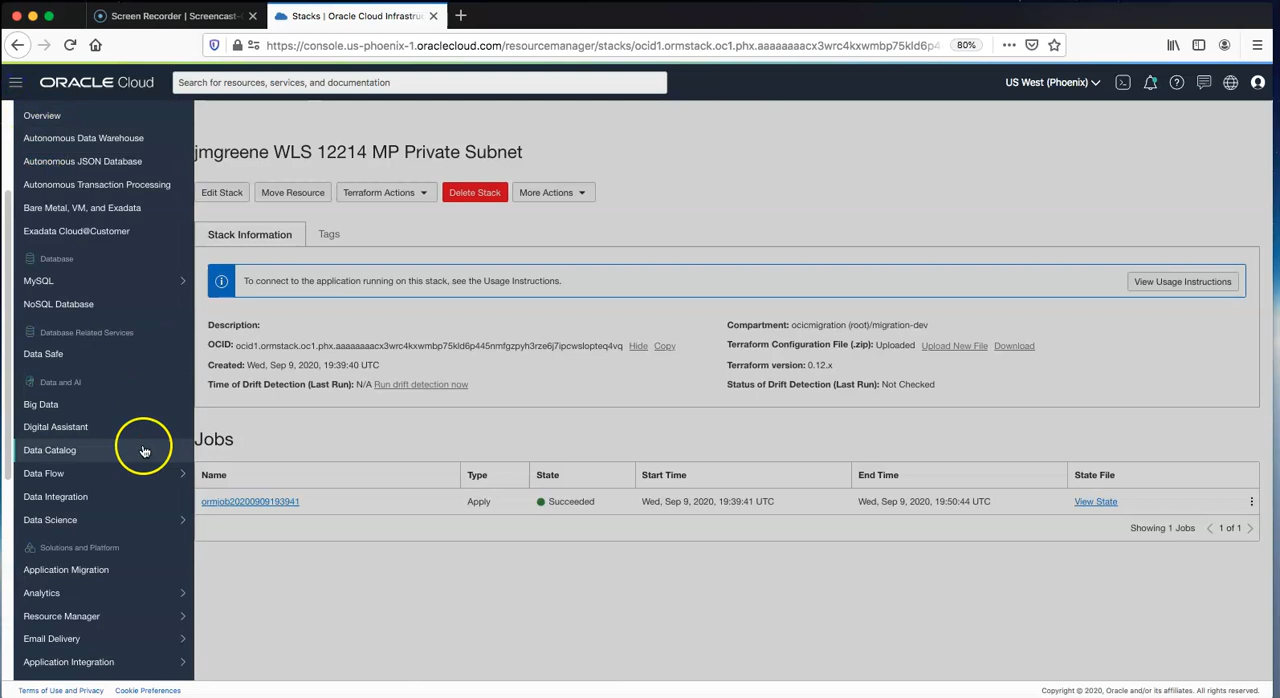 Screen Recorder | Screencast-
Stacks | Oracle Cloud Infrastru
https://console.us-phoenix-1.oraclecloud.com/resourcemanager/stacks/ocid1.ormstack.oc1.phx.aaaaaaaacx3wrc4kxwmbp75kld6p4
80%
ORACLE Cloud
Search for resources, services, and documentation
US West (Phoenix)
Overview
Autonomous Data Warehouse
Autonomous JSON Database
Autonomous Transaction Processing
Bare Metal, VM, and Exadata
Exadata Cloud@Customer
Database
MySQL
NoSQL Database
Database Related Services
Data Safe
Data and AI
Big Data
Digital Assistant
Data Catalog
Data Flow
Data Integration
Data Science
Solutions and Platform
Application Migration
Analytics
Resource Manager
Email Delivery
Application Integration
jmgreene WLS 12214 MP Private Subnet
Edit Stack Move Resource Terraform Actions Delete Stack More Actions
Stack Information Tags
To connect to the application running on this stack, see the Usage Instructions. View Usage Instructions
Description:
OCID: ocid1.ormstack.oc1.phx.aaaaaaaacx3wrc4kxwmbp75kld6p445nmfgzpyh3rze6j7ipcwslopteq4vq Hide Copy
Created: Wed, Sep 9, 2020, 19:39:40 UTC
Time of Drift Detection (Last Run): N/A Run drift detection now
Compartment: ocicmigration (root)/migration-dev
Terraform Configuration File (.zip): Uploaded Upload New File Download
Terraform version: 0.12.x
Status of Drift Detection (Last Run): Not Checked
Jobs
Name Type State Start Time End Time State File
ormjob20200909193941 Apply Succeeded Wed, Sep 9, 2020, 19:39:41 UTC Wed, Sep 9, 2020, 19:50:44 UTC View State
Showing 1 Jobs 1 of 1
Terms of Use and Privacy Cookie Preferences
Copyright © 2020, Oracle and/or its affiliates. All rights reserved.